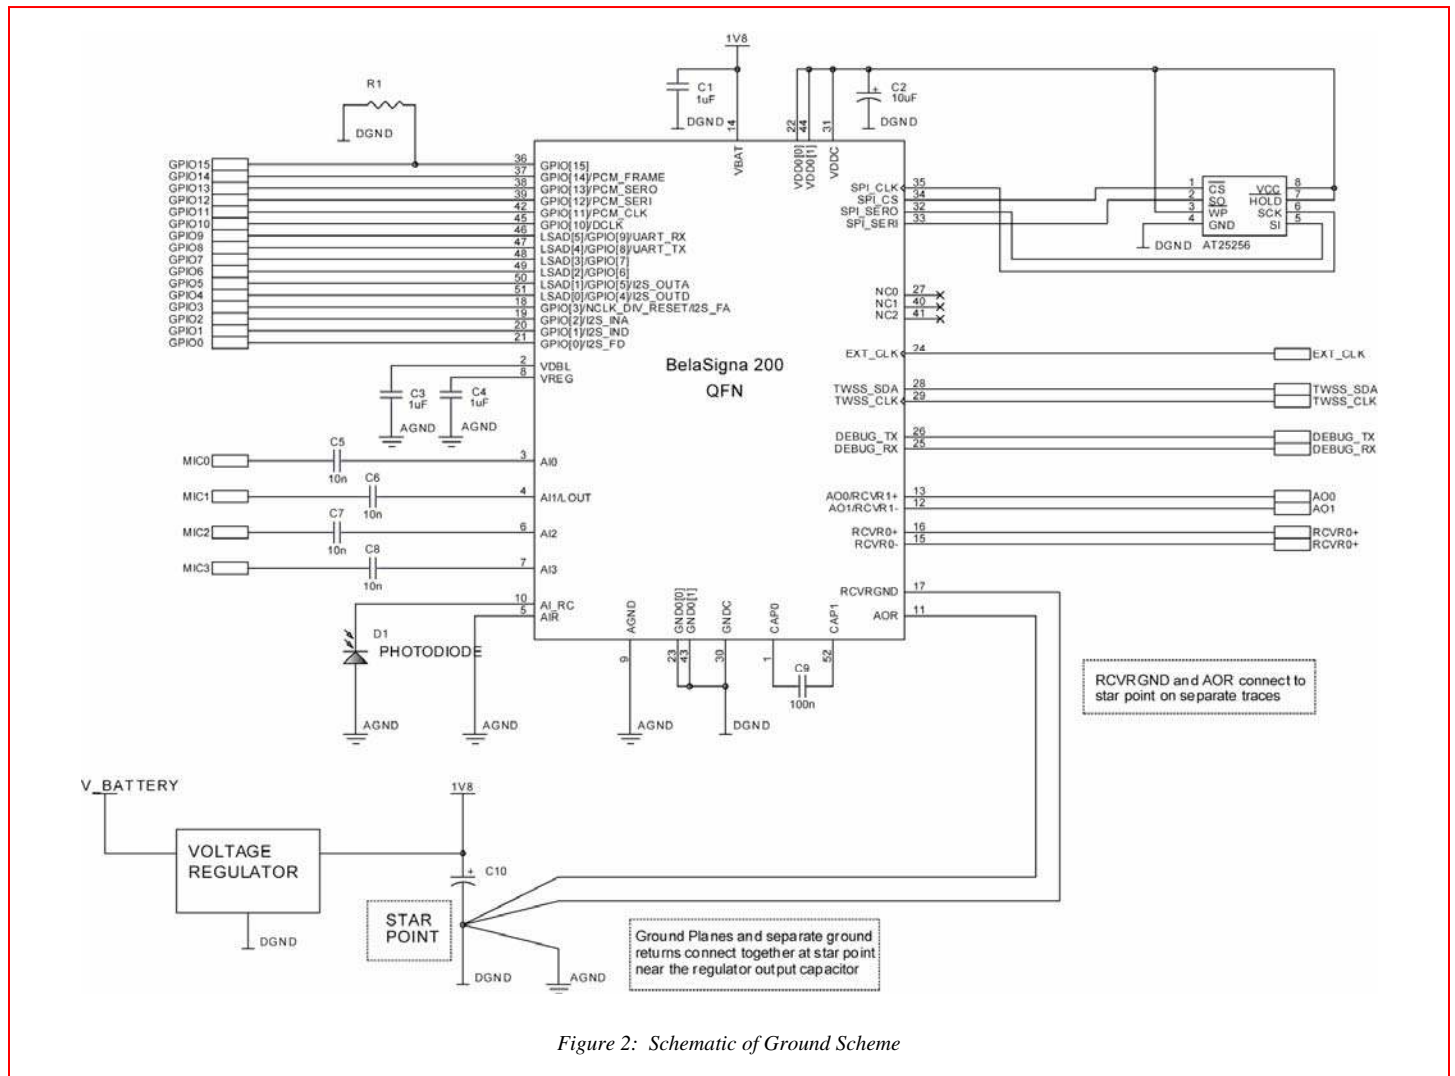 1V8
C1
1uF
DGND
C2
10uF
DGND
R1
DGND
14
22
44
31
VBAT
VDD0[0]
VDD0[1]
VDDC
GPIO15
GPIO14
GPIO13
GPIO12
GPIO11
GPIO10
GPIO9
GPIO8
GPIO7
GPIO6
GPIO5
GPIO4
GPIO3
GPIO2
GPIO1
GPIO0
36 GPIO[15]
37 GPIO[14]/PCM_FRAME
38 GPIO[13]/PCM_SERO
39 GPIO[12]/PCM_SERI
42 GPIO[11]/PCM_CLK
45 GPIO[10]/DCLK
46 LSAD[5]/GPIO[9]/UART_RX
47 LSAD[4]/GPIO[8]/UART_TX
48 LSAD[3]/GPIO[7]
49 LSAD[2]/GPIO[6]
50 LSAD[1]/GPIO[5]/I2S_OUTA
51 LSAD[0]/GPIO[4]/I2S_OUTD
18 GPIO[3]/NCLK_DIV_RESET/I2S_FA
19 GPIO[2]/I2S_INA
20 GPIO[1]/I2S_IND
21 GPIO[0]/I2S_FD
2 VDBL
8 VREG
C3
1uF
AGND
C4
1uF
AGND
MIC0 C5 10n 3 AI0
MIC1 C6 10n 4 AI1/LOUT
MIC2 C7 10n 6 AI2
MIC3 C8 10n 7 AI3
10 AI_RC
5 AIR
D1
PHOTODIODE
AGND
AGND
BelaSigna 200
QFN
SPI_CLK 35
SPI_CS 34
SPI_SERO 32
SPI_SERI 33
1 CS
2 SO
3 WP
4 GND
VCC 8
HOLD 7
SCK 6
SI 5
DGND
AT25256
NC0 27
NC1 40
NC2 41
EXT_CLK 24 EXT_CLK
TWSS_SDA 28 TWSS_SDA
TWSS_CLK 29 TWSS_CLK
DEBUG_TX 26 DEBUG_TX
DEBUG_RX 25 DEBUG_RX
AO0/RCVR1+ 13 AO0
AO1/RCVR1- 12 AO1
RCVR0+ 16 RCVR0+
RCVR0- 15 RCVR0+
RCVRGND 17
AOR 11
AGND
GND0[0]
GND0[1]
GNDC
CAP0
CAP1
9
23
43
30
1
52
C9
100n
AGND
DGND
RCVRGND and AOR connect to
star point on separate traces
V_BATTERY
VOLTAGE
REGULATOR
DGND
1V8
C10
STAR
POINT
DGND
AGND
Ground Planes and separate ground
returns connect together at star point
near the regulator output capacitor
Figure 2: Schematic of Ground Scheme